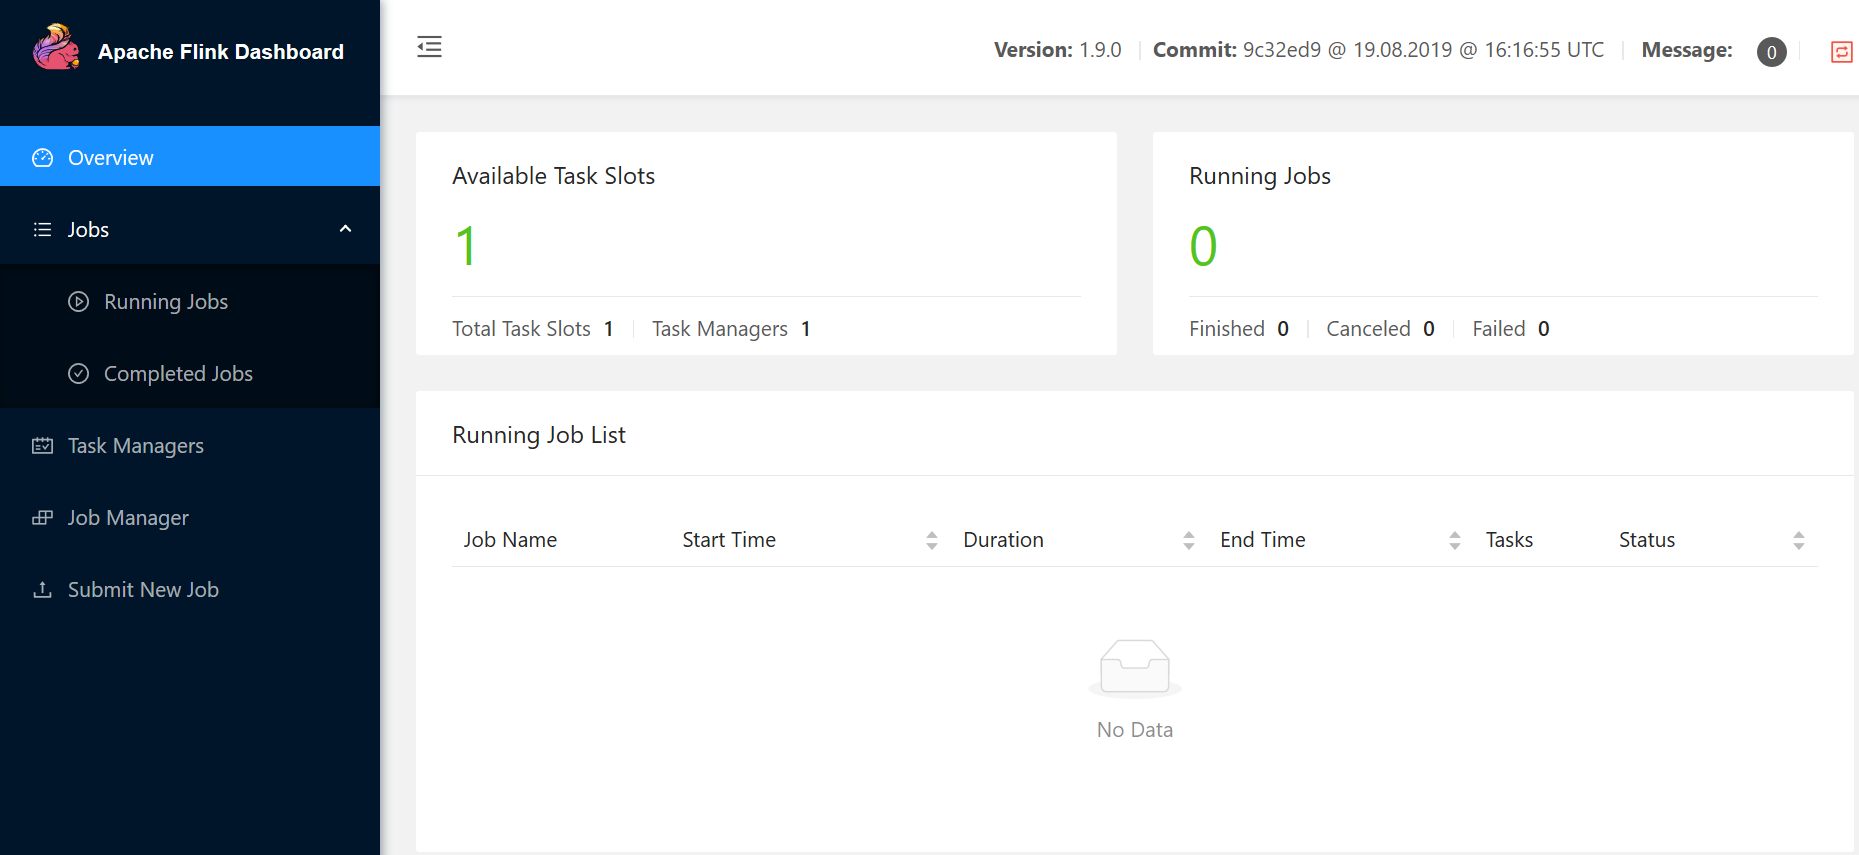 Apache Flink Dashboard
Version: 1.9.0 Commit: 9c32ed9 @ 19.08.2019 @ 16:16:55 UTC Message: 0
Overview
Jobs
Running Jobs
Completed Jobs
Task Managers
Job Manager
Submit New Job
Available Task Slots
1
Total Task Slots 1 Task Managers 1
Running Jobs
0
Finished 0 Canceled 0 Failed 0
Running Job List
Job Name Start Time Duration End Time Tasks Status
No Data